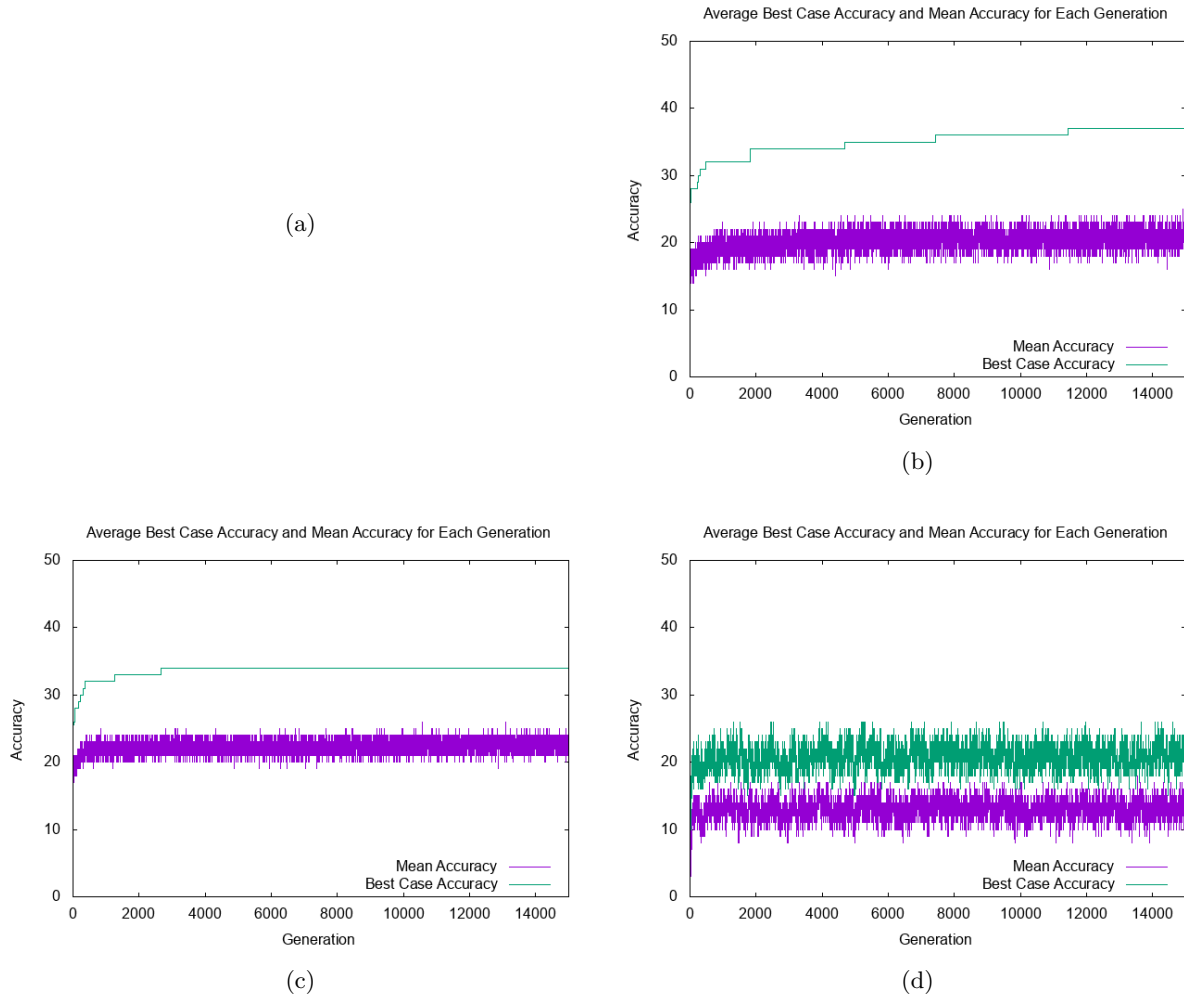 Average Best Case Accuracy and Mean Accuracy for Each Generation
50
40
30
20
10
0
Accuracy
Mean Accuracy
Best Case Accuracy
0 2000 4000 6000 8000 10000 12000 14000
Generation
(a)
(b)
Average Best Case Accuracy and Mean Accuracy for Each Generation
50
40
30
20
10
0
Accuracy
Mean Accuracy
Best Case Accuracy
0 2000 4000 6000 8000 10000 12000 14000
Generation
(c)
Average Best Case Accuracy and Mean Accuracy for Each Generation
50
40
30
20
10
0
Accuracy
Mean Accuracy
Best Case Accuracy
0 2000 4000 6000 8000 10000 12000 14000
Generation
(d)